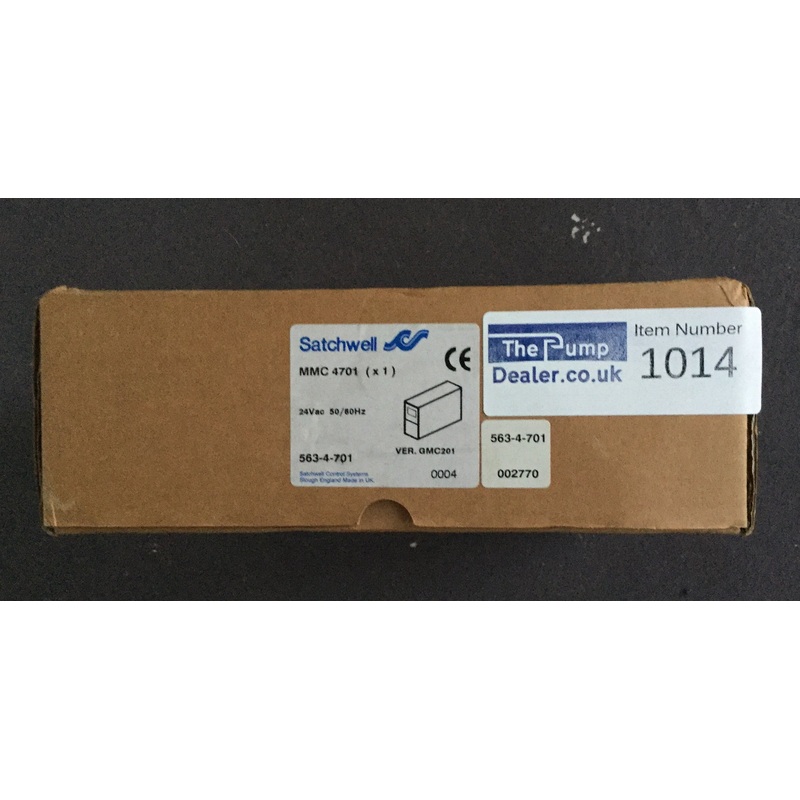 Satchwell
CE
MMC 4701 (x1)
24Vac 50/60Hz
VER. GMC201
563-4-701
0004
Satchwell Control Systems
Slough England Made in UK.
The Pump
Dealer.co.uk
Item Number
1014
563-4-701
002770